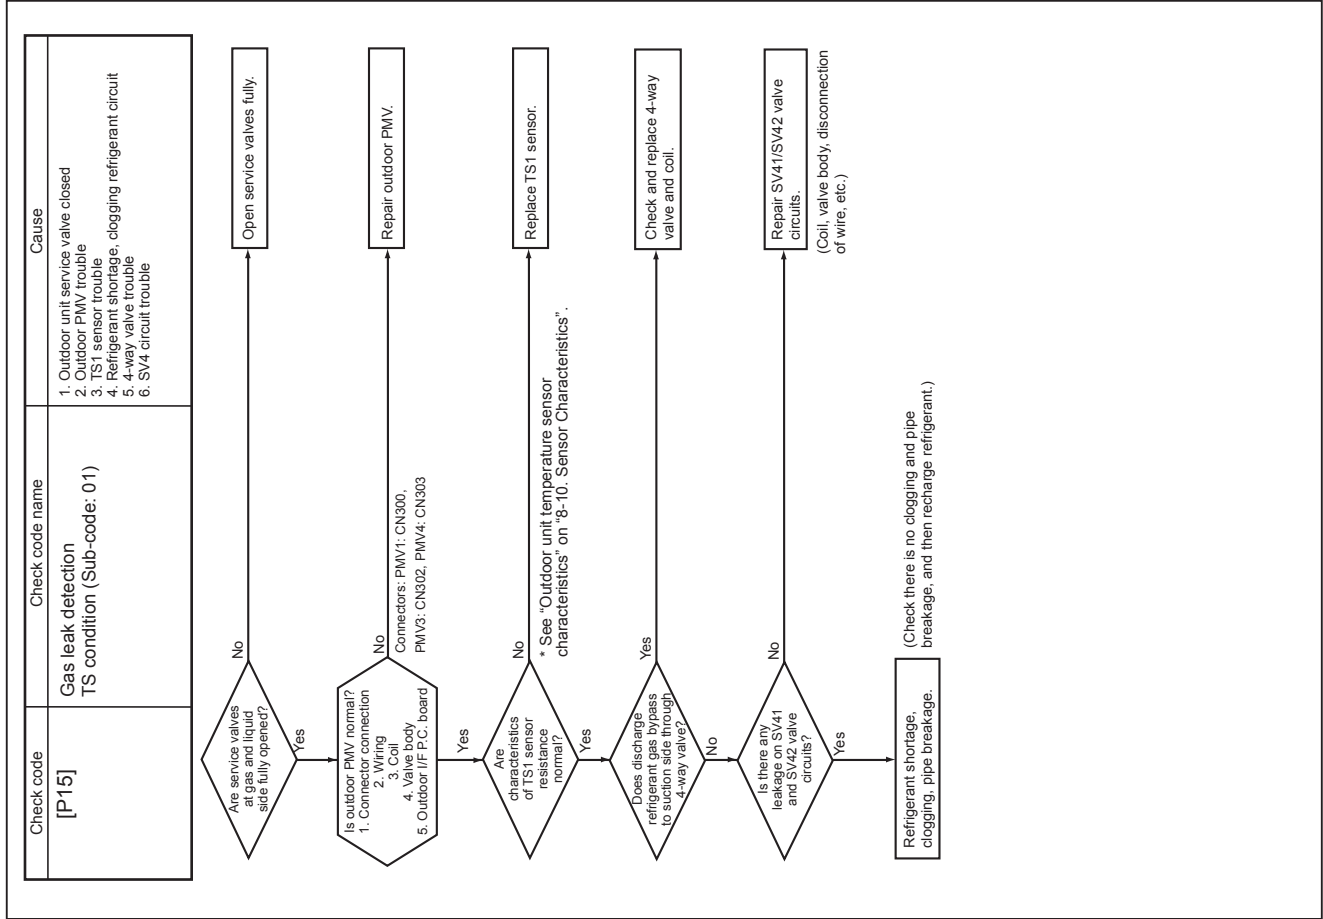 Check code
Check code name
Cause
[P15]
Gas leak detection
TS condition (Sub-code: 01)
1. Outdoor unit service valve closed
2. Outdoor PMV trouble
3. TS1 sensor trouble
4. Refrigerant shortage, clogging refrigerant circuit
5. 4-way valve trouble
6. SV4 circuit trouble
Are service valves
at gas and liquid
side fully opened?
No
Open service valves fully.
Yes
Is outdoor PMV normal?
1. Connector connection
2. Wiring
3. Coil
4. Valve body
5. Outdoor I/F P.C. board
No
Repair outdoor PMV.
Connectors: PMV1: CN300,
PMV3: CN302, PMV4: CN303
Yes
Are
characteristics
of TS1 sensor
resistance
normal?
No
Replace TS1 sensor.
* See “Outdoor unit temperature sensor
characteristics” on “8-10. Sensor Characteristics”.
Yes
Does discharge
refrigerant gas bypass
to suction side through
4-way valve?
Yes
Check and replace 4-way
valve and coil.
No
Is there any
leakage on SV41
and SV42 valve
circuits?
No
Repair SV41/SV42 valve
circuits.
(Coil, valve body, disconnection
of wire, etc.)
Yes
Refrigerant shortage,
clogging, pipe breakage.
(Check there is no clogging and pipe
breakage, and then recharge refrigerant.)